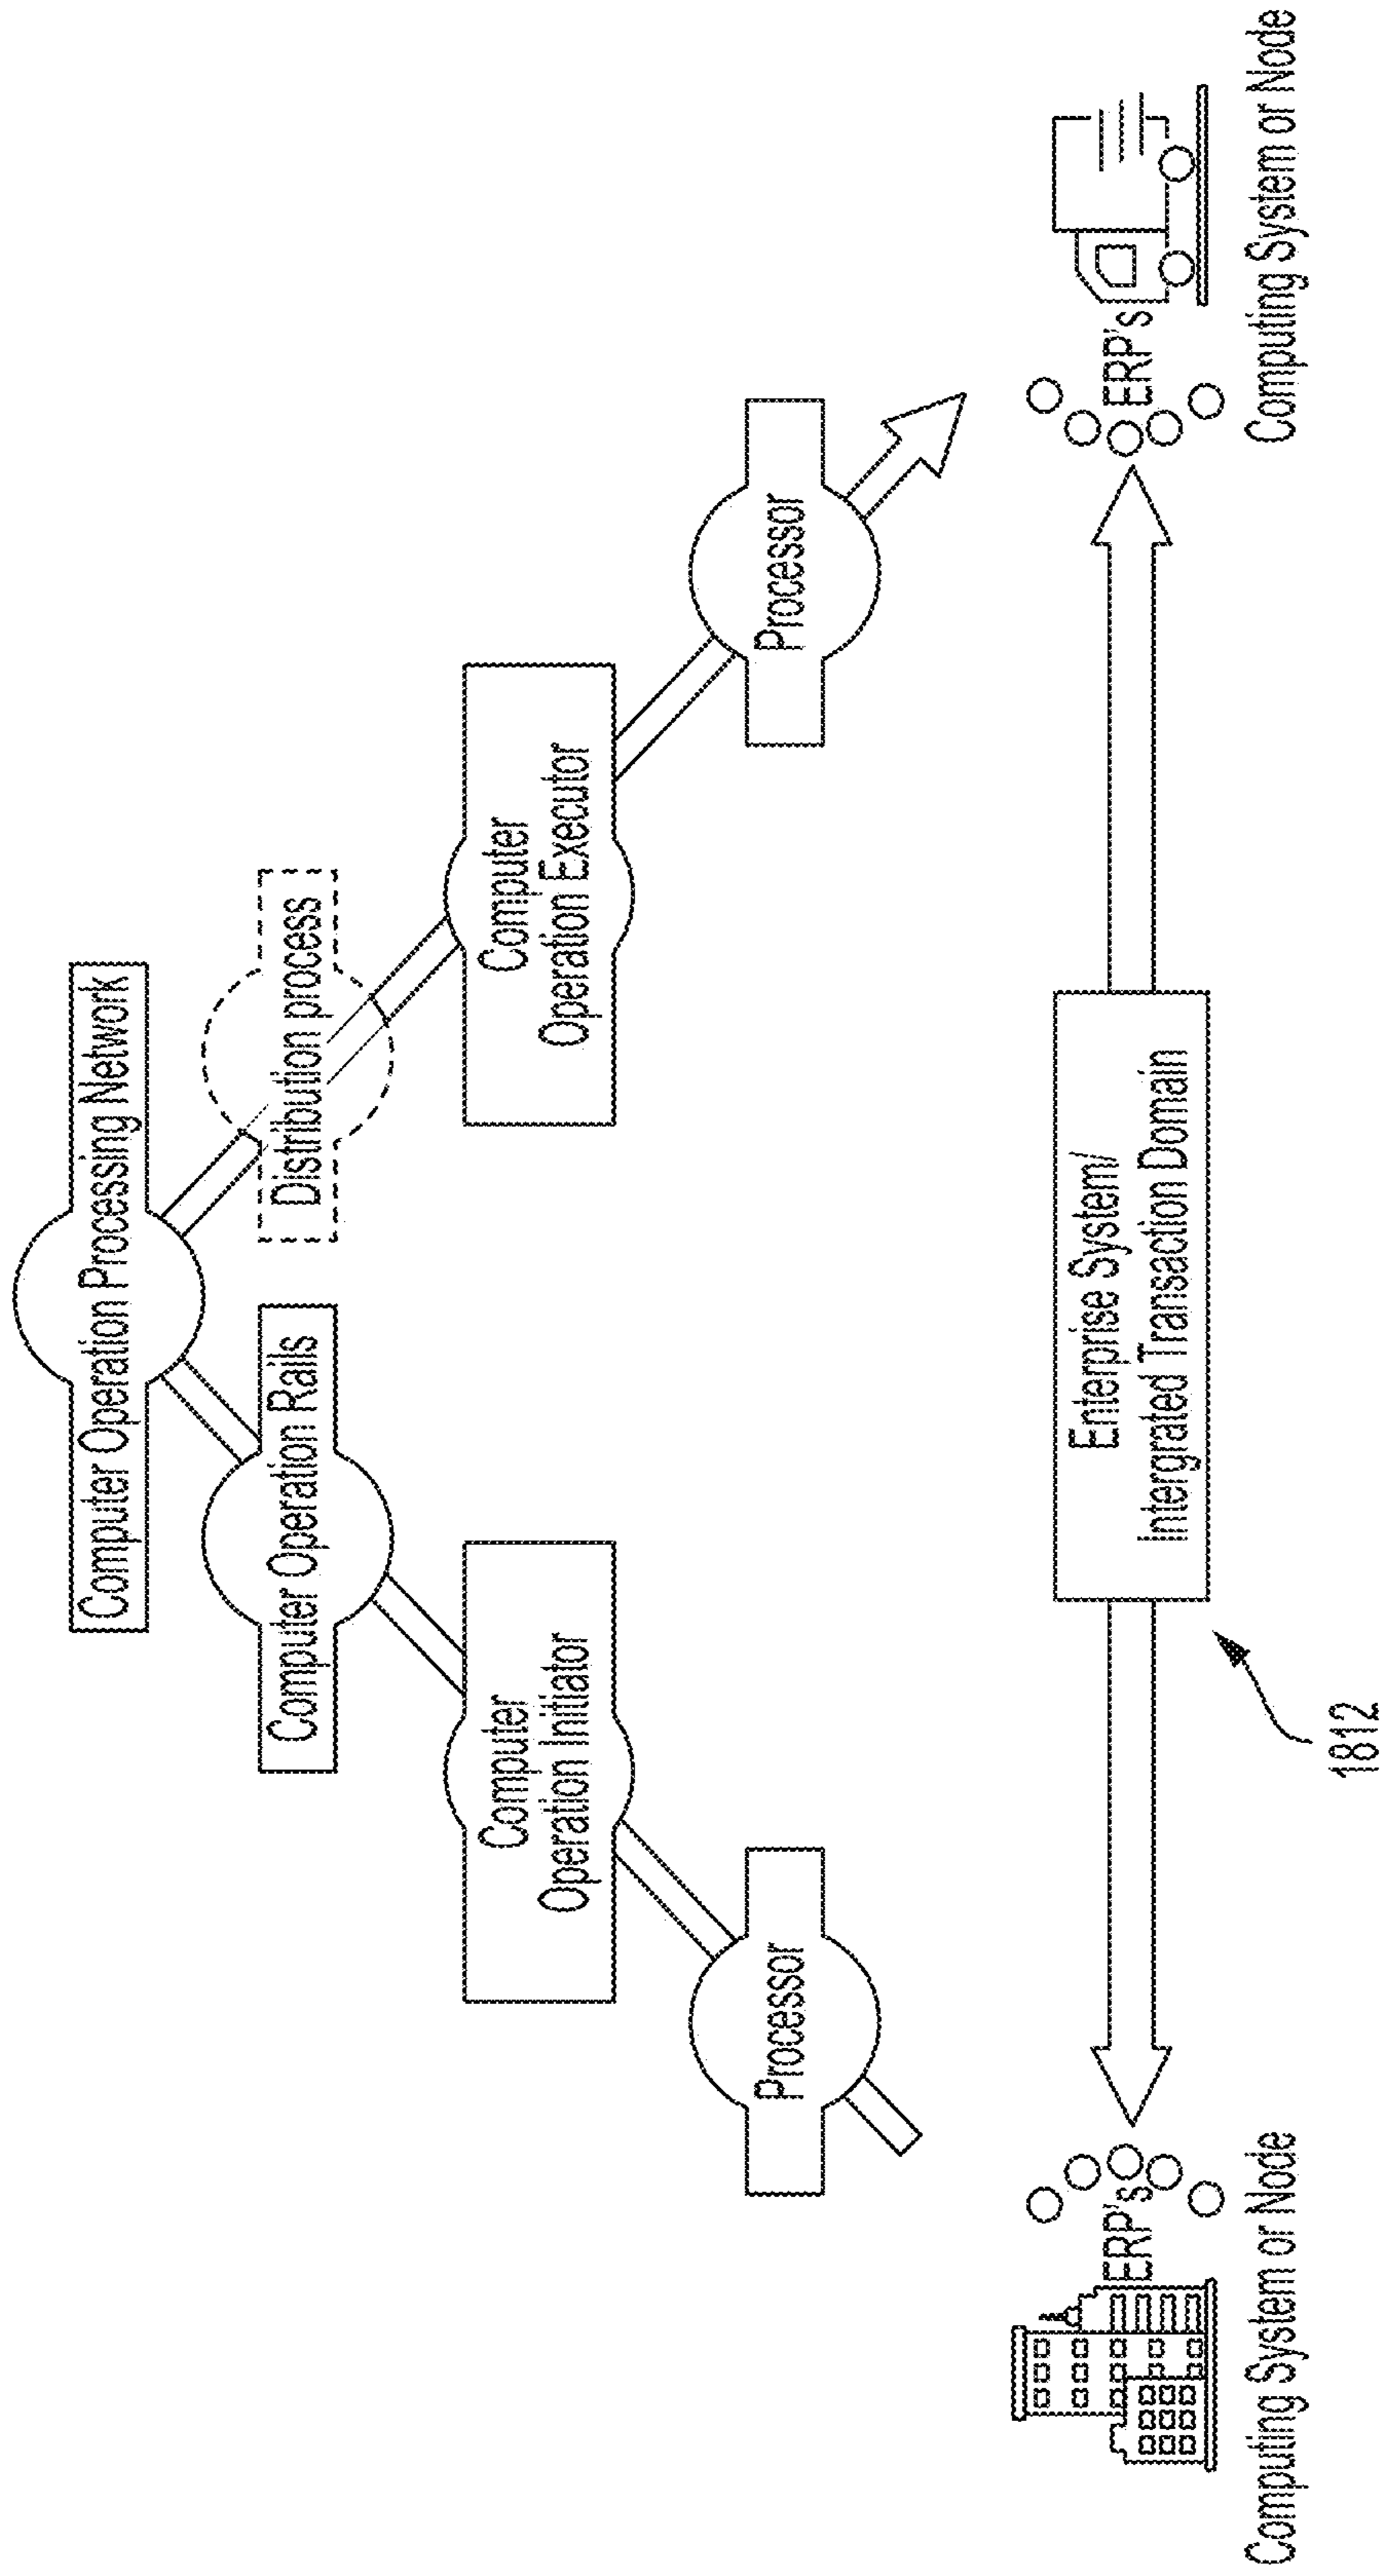 Computer Operation Processing Network
Computer Operation Rails
Distribution process
Computer
Operation Initiator
Computer
Operation Executor
Processor
Processor
ERP's
Enterprise System/
Intergrated Transaction Domain
ERP's
Computing System or Node
Computing System or Node
1812